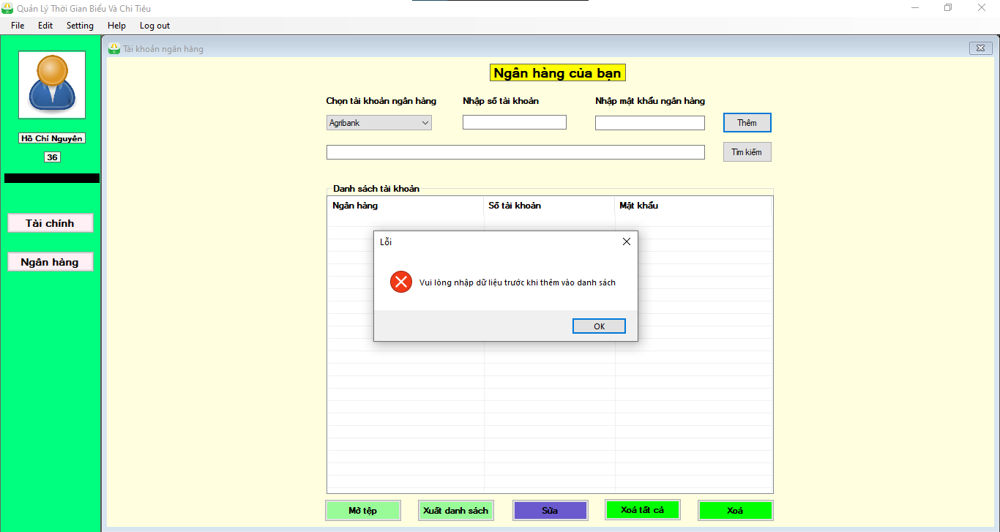 Quản Lý Thời Gian Biểu Và Chi Tiêu
File Edit Setting Help Log out
Tài khoản ngân hàng
Hồ Chí Nguyên
36
Tài chính
Ngân hàng
Ngân hàng của bạn
Chọn tài khoản ngân hàng Nhập số tài khoản Nhập mật khẩu ngân hàng
Agribank Thêm
Tìm kiếm
Danh sách tài khoản
Ngân hàng Số tài khoản Mật khẩu
Lỗi
Vui lòng nhập dữ liệu trước khi thêm vào danh sách
OK
Mở tệp Xuất danh sách Sửa Xoá tất cả Xoá